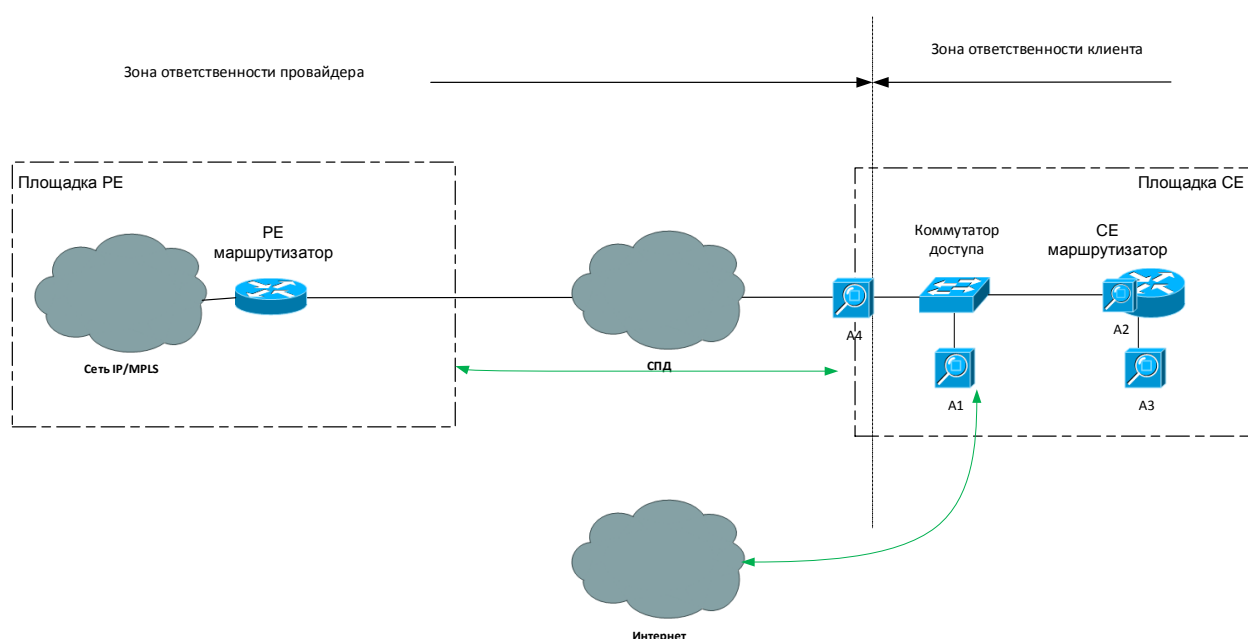 Зона ответственности провайдера
Зона ответственности клиента
Площадка PE
PE
маршрутизатор
Сеть IP/MPLS
СПД
Площадка CE
Коммутатор
доступа
CE
маршрутизатор
A4
A2
A1
A3
Интернет